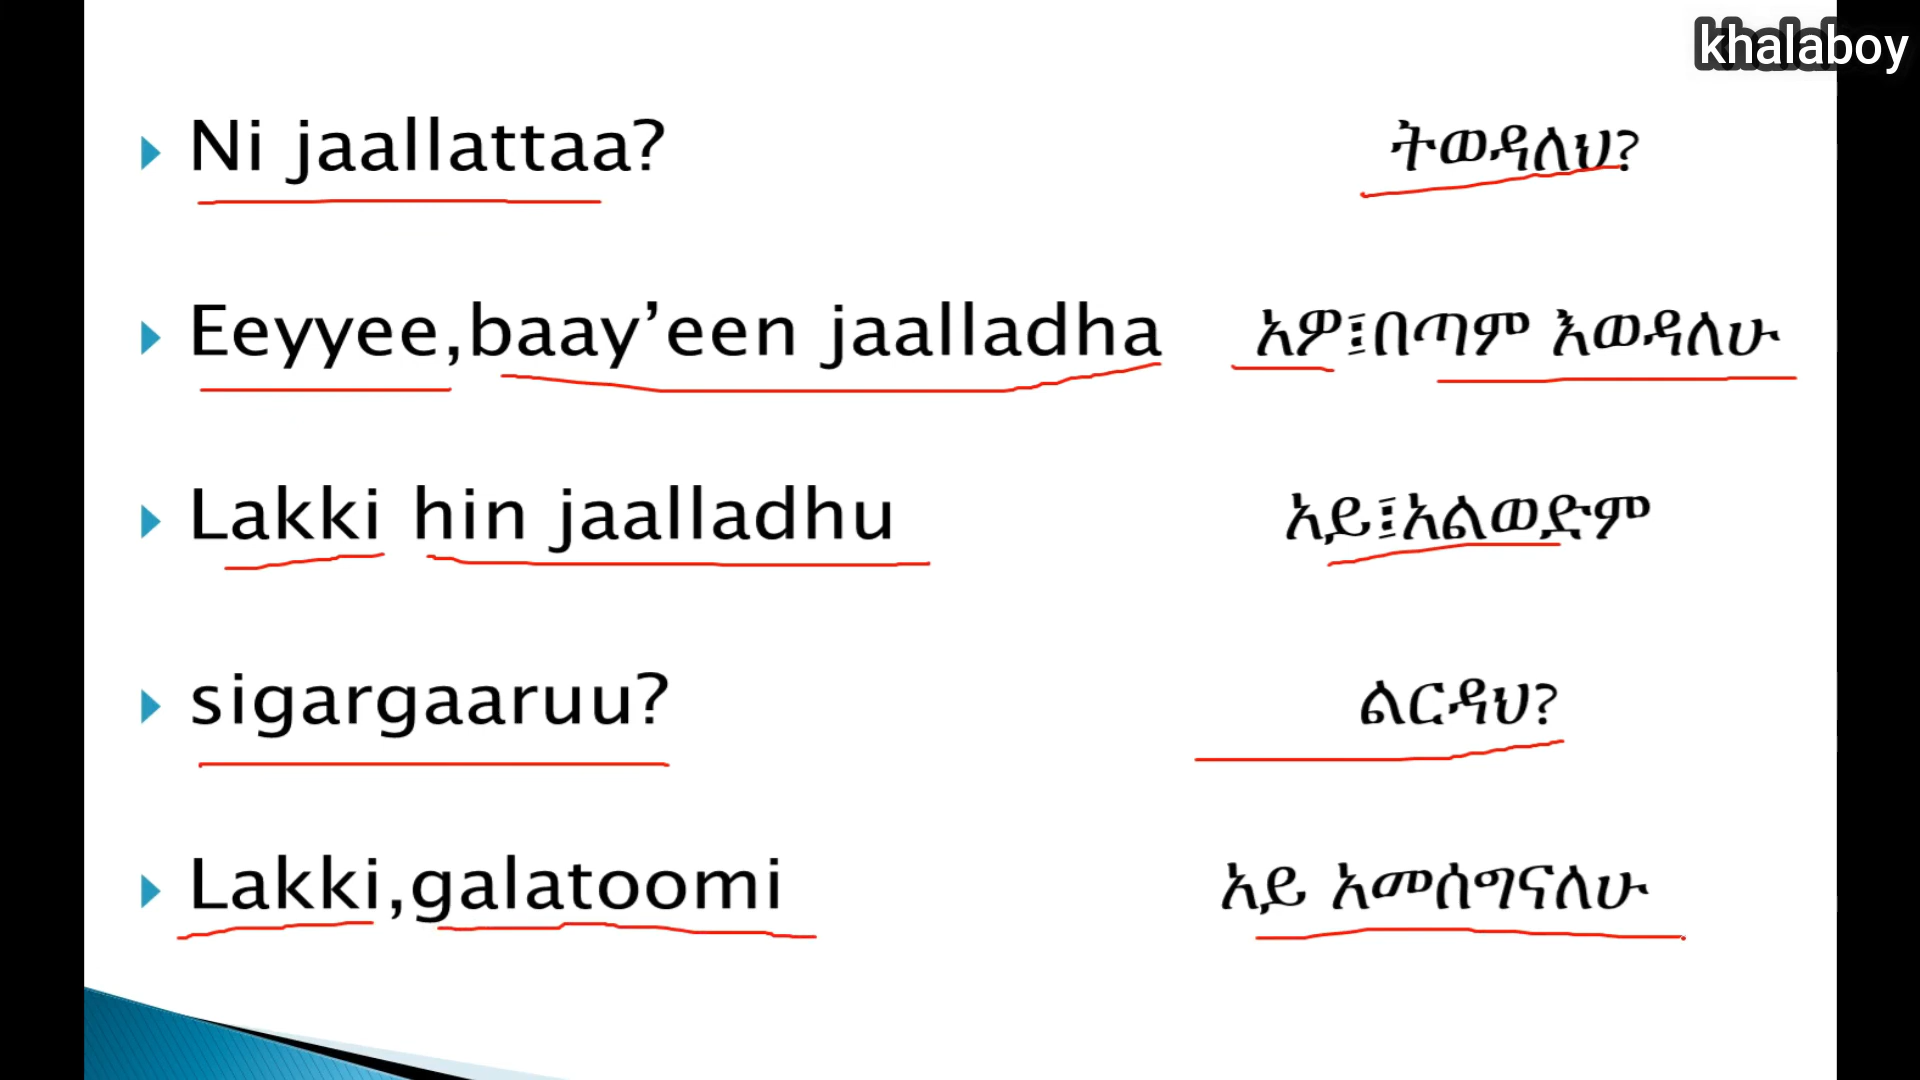 khalaboy
Ni jaallattaa? ትወዳለህ?
Eeyyee,baay’een jaalladha አዎ፤በጣም እወዳለሁ
Lakki hin jaalladhu አይ፤አልወድም
sigargaaruu? ልርዳህ?
Lakki,galatoomi አይ አመሰግናለሁ